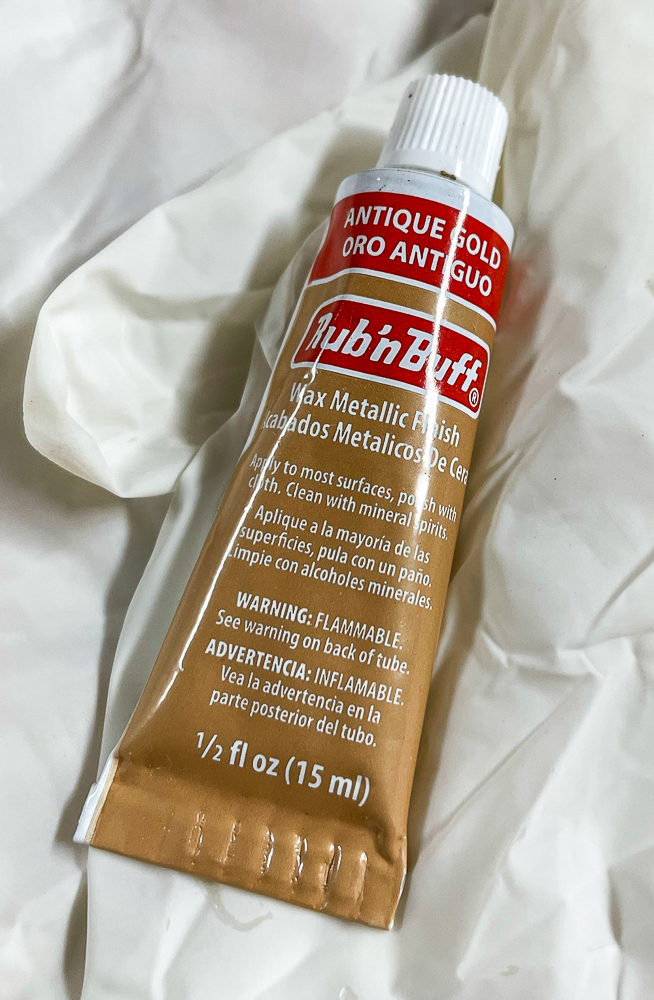 ANTIQUE GOLD
ORO ANTIGUO
Rub'n Buff®
Wax Metallic Finish
Acabados Metalicos De Cera
Apply to most surfaces, polish with
cloth. Clean with mineral spirits.
Aplique a la mayoría de las
superficies, pula con un paño.
Limpie con alcoholes minerales.
WARNING: FLAMMABLE.
See warning on back of tube.
ADVERTENCIA: INFLAMABLE.
Vea la advertencia en la
parte posterior del tubo.
1/2 fl oz (15 ml)